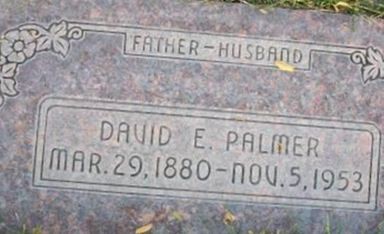 FATHER-HUSBAND
DAVID E. PALMER
MAR. 29, 1880-NOV. 5, 1953